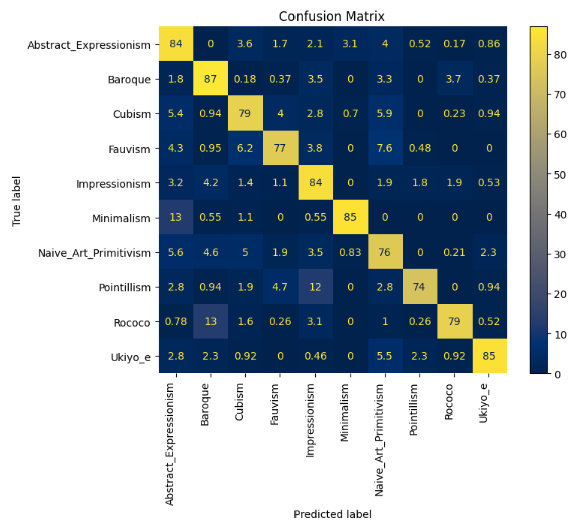 Confusion Matrix
True label
Abstract_Expressionism 84 0 3.6 1.7 2.1 3.1 4 0.52 0.17 0.86
Baroque 1.8 87 0.18 0.37 3.5 0 3.3 0 3.7 0.37
Cubism 5.4 0.94 79 4 2.8 0.7 5.9 0 0.23 0.94
Fauvism 4.3 0.95 6.2 77 3.8 0 7.6 0.48 0 0
Impressionism 3.2 4.2 1.4 1.1 84 0 1.9 1.8 1.9 0.53
Minimalism 13 0.55 1.1 0 0.55 85 0 0 0 0
Naive_Art_Primitivism 5.6 4.6 5 1.9 3.5 0.83 76 0 0.21 2.3
Pointillism 2.8 0.94 1.9 4.7 12 0 2.8 74 0 0.94
Rococo 0.78 13 1.6 0.26 3.1 0 1 0.26 79 0.52
Ukiyo_e 2.8 2.3 0.92 0 0.46 0 5.5 2.3 0.92 85
Abstract_Expressionism
Baroque
Cubism
Fauvism
Impressionism
Minimalism
Naive_Art_Primitivism
Pointillism
Rococo
Ukiyo_e
Predicted label
80
70
60
50
40
30
20
10
0